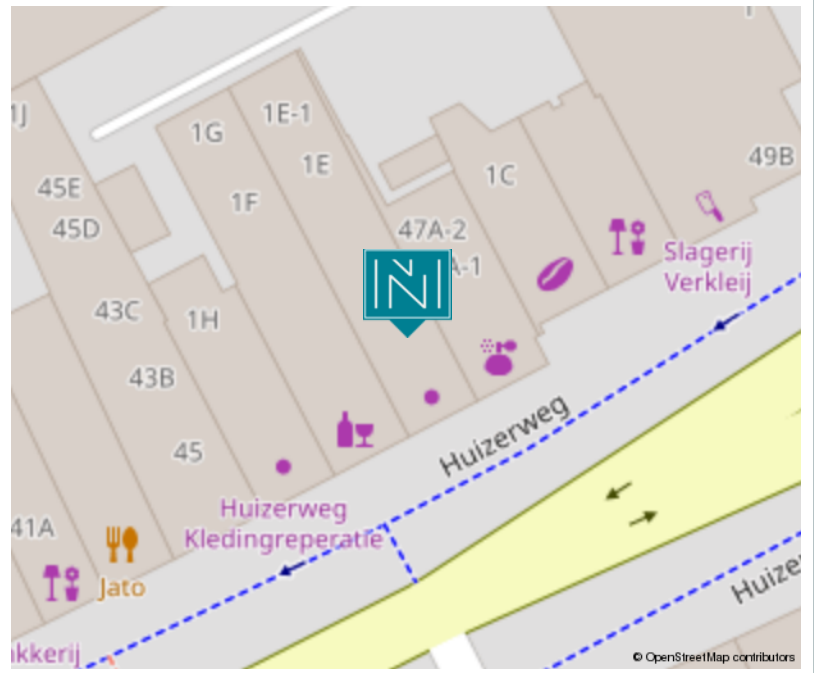 1J
1G
1E-1
1E
1C
49B
45E
1F
45D
47A-2
A-1
Slagerij
Verkleij
43C
1H
43B
Huizerweg
45
Huizerweg
Kledingreperatie
41A
Jato
Huize
kkerij
© OpenStreetMap contributors